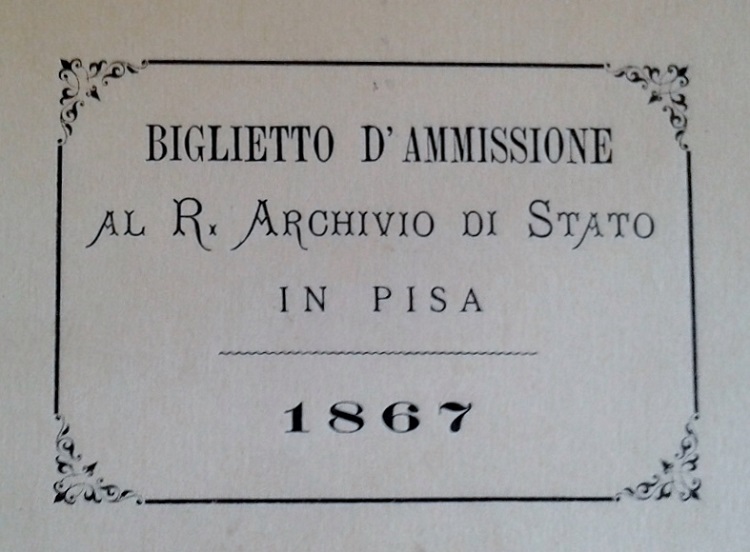 BIGLIETTO D'AMMISSIONE
AL R. ARCHIVIO DI STATO
IN PISA
1867